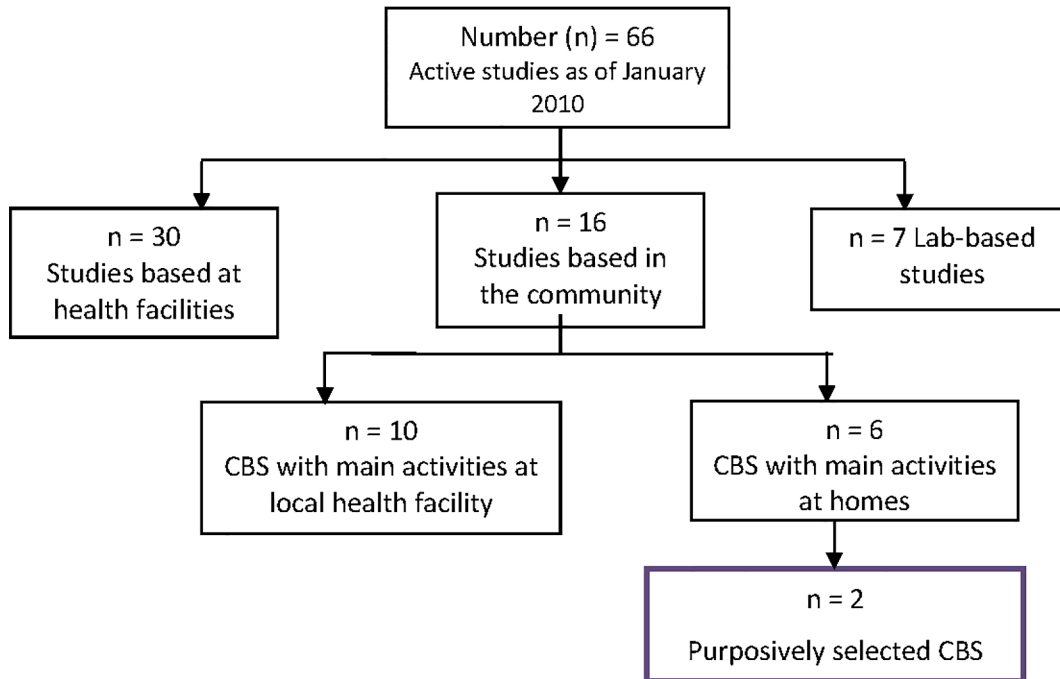 Number (n) = 66
Active studies as of January
2010
n = 30
Studies based at
health facilities
n = 16
Studies based in
the community
n = 7 Lab-based
studies
n = 10
CBS with main activities at
local health facility
n = 6
CBS with main activities
at homes
n = 2
Purposively selected CBS